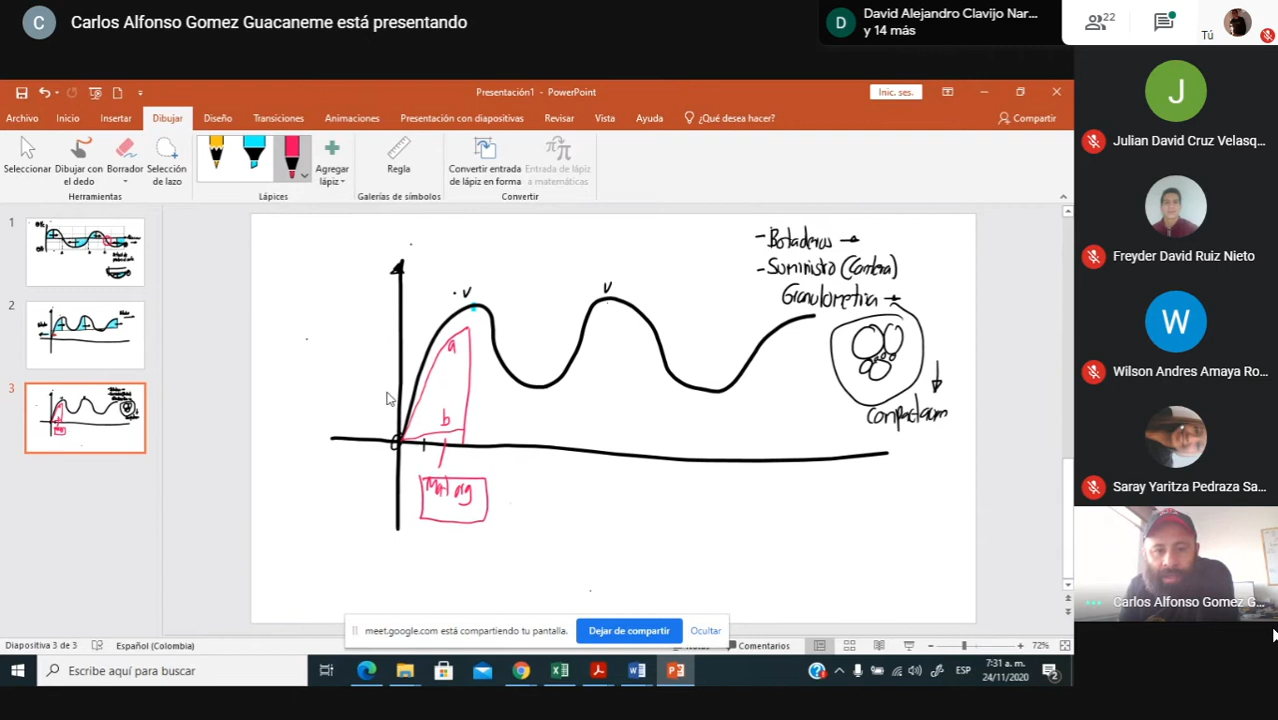 C
Carlos Alfonso Gomez Guacaneme está presentando
D
David Alejandro Clavijo Nar...
y 14 más
22
Tú
Presentación1 - PowerPoint
Inic. ses.
Archivo
Inicio
Insertar
Dibujar
Diseño
Transiciones
Animaciones
Presentación con diapositivas
Revisar
Vista
Ayuda
¿Qué desea hacer?
Compartir
Seleccionar
Dibujar con
el dedo
Borrador
Selección
de lazo
Agregar
lápiz
Regla
Convertir entrada
de lápiz en forma
Entrada de lápiz
a matemáticas
Herramientas
Lápices
Galerías de símbolos
Convertir
1
2
3
- Botaderos
- Suministro (Cantera)
Granulometria
Compactacion
v
v
a
b
Mat org
J
Julian David Cruz Velasq...
Freyder David Ruiz Nieto
W
Wilson Andres Amaya Ro...
Saray Yaritza Pedraza Sa...
Carlos Alfonso Gomez G...
meet.google.com está compartiendo tu pantalla.
Dejar de compartir
Ocultar
Diapositiva 3 de 3
Español (Colombia)
Notas
Comentarios
72%
Escribe aquí para buscar
ESP
7:31 a. m.
24/11/2020
2